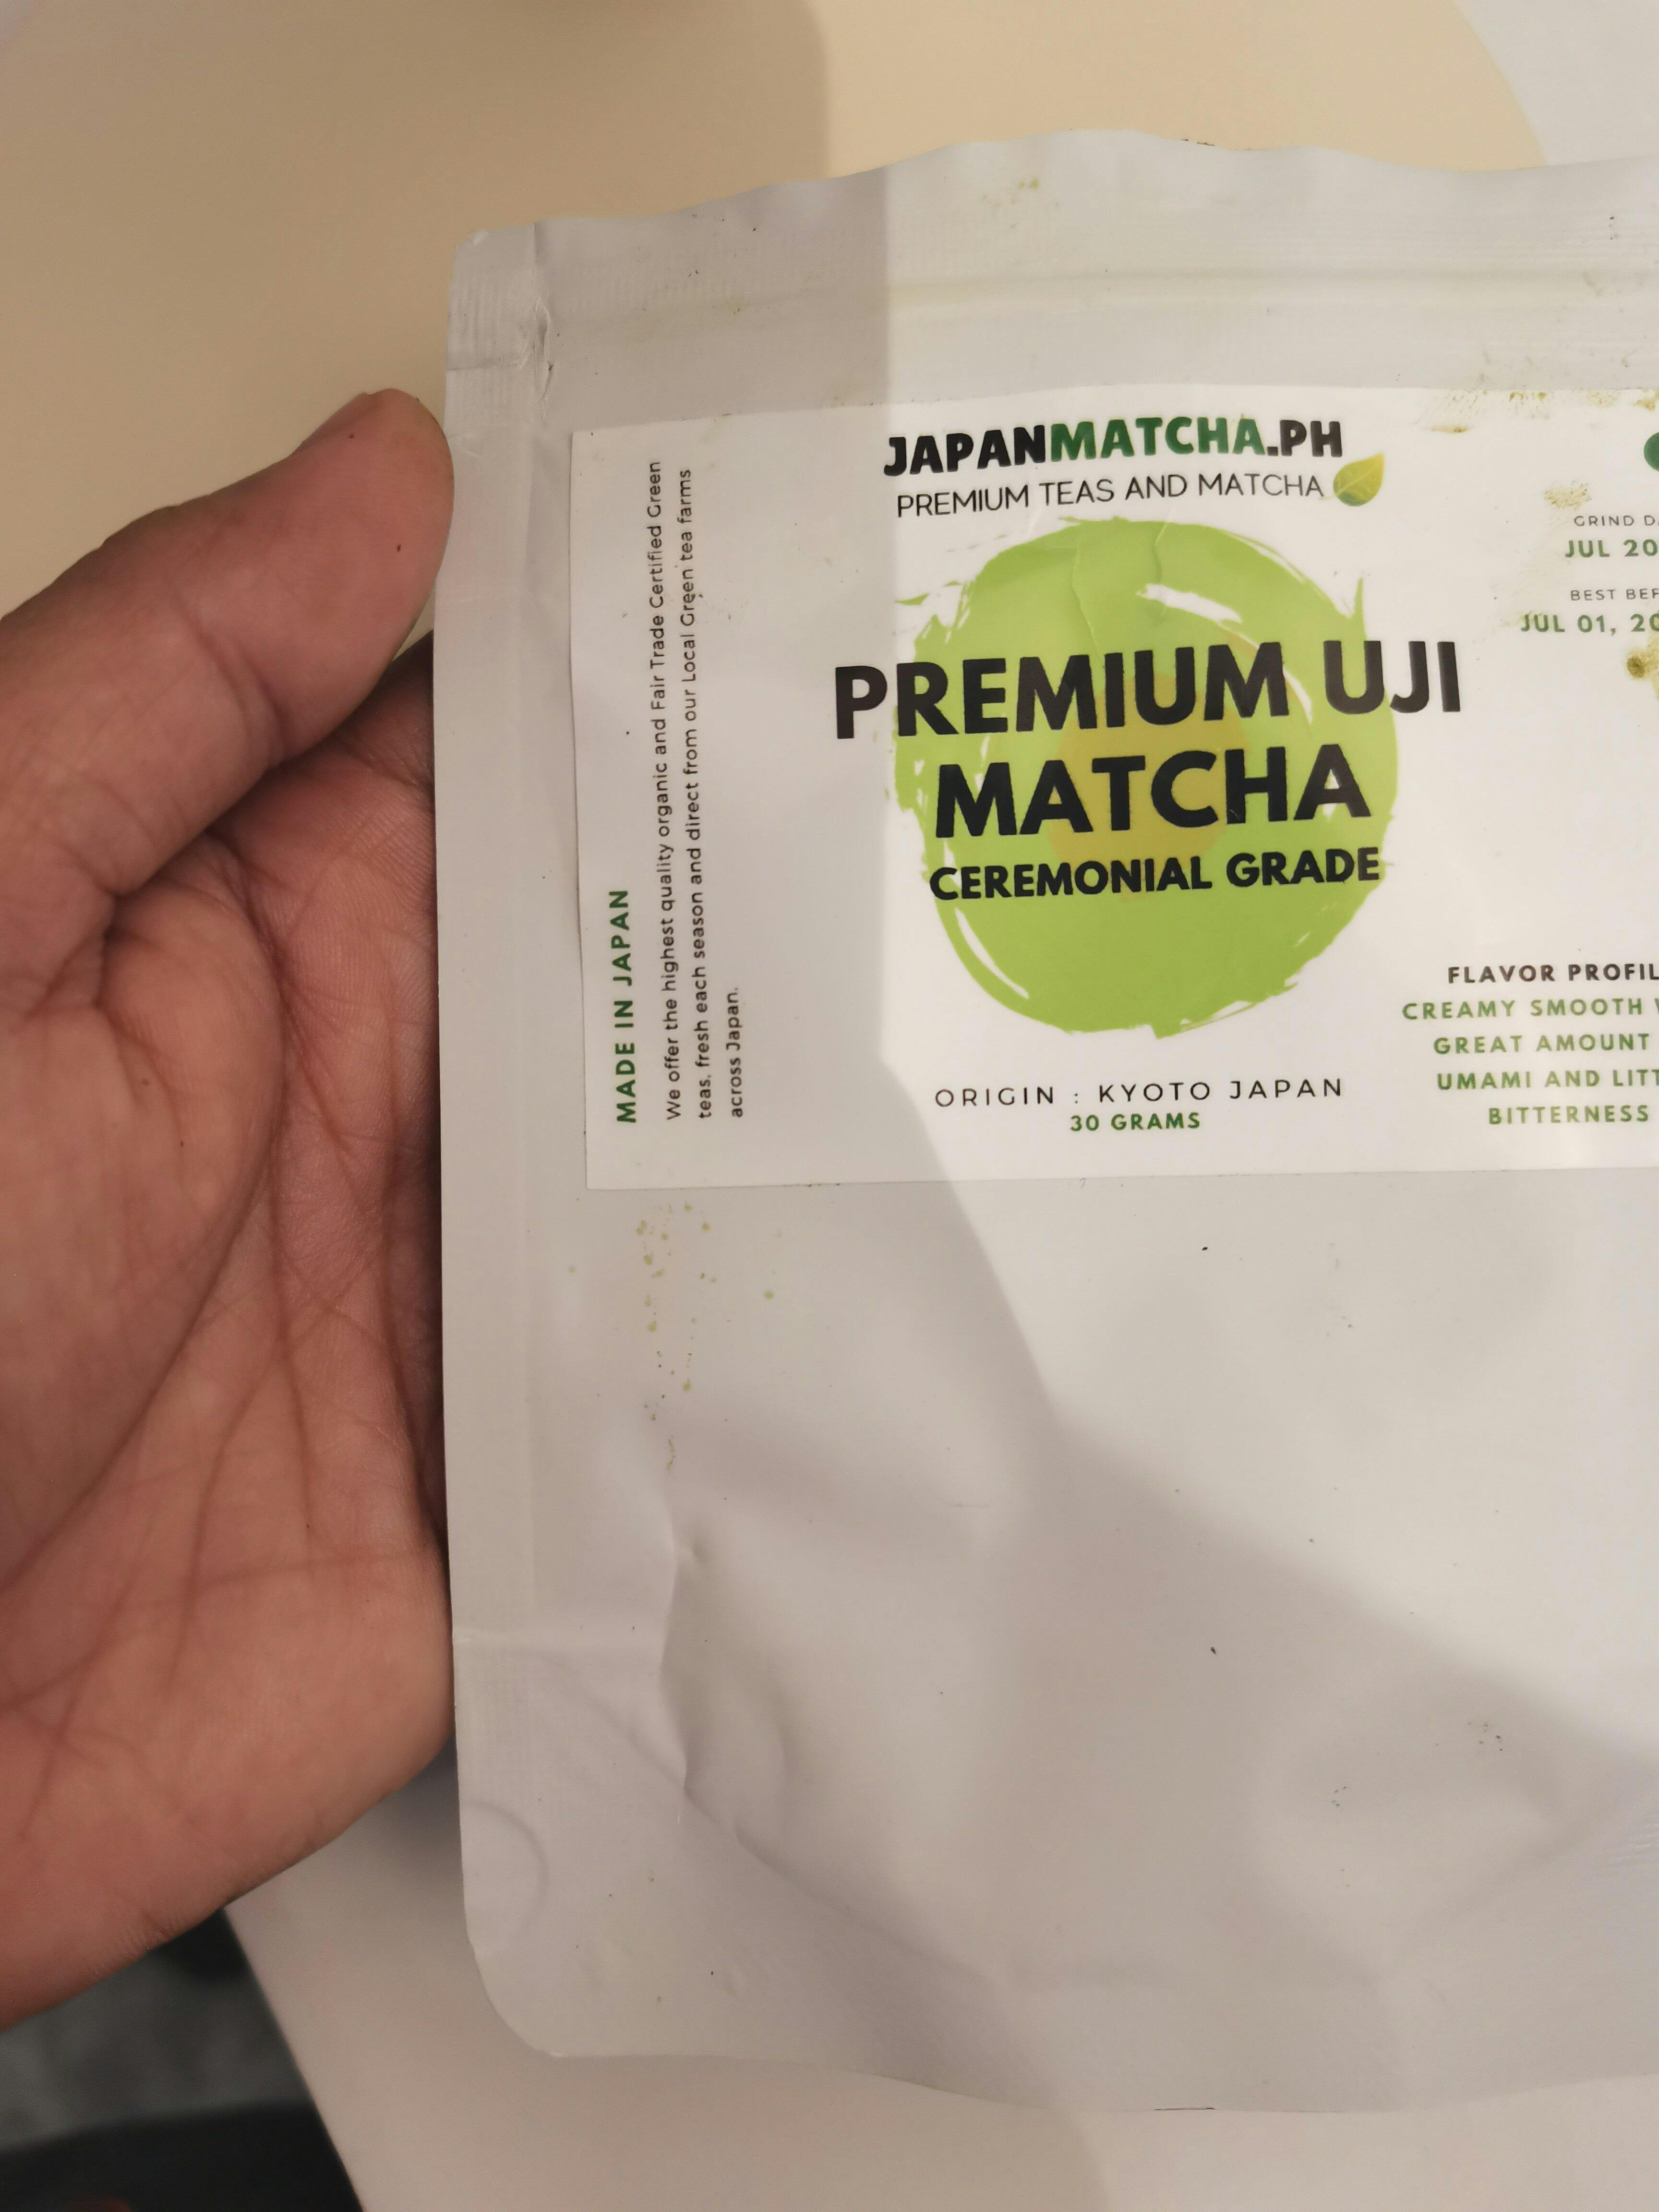 JAPANMATCHA.PH
PREMIUM TEAS AND MATCHA
PREMIUM UJI
MATCHA
CEREMONIAL GRADE
ORIGIN : KYOTO JAPAN
30 GRAMS
MADE IN JAPAN
We offer the highest quality organic and Fair Trade Certified Green
teas, fresh each season and direct from our Local Green tea farms
across Japan.
GRIND
JUL
BEST
JUL 01,
FLAVOR
CREAMY SMOOTH
GREAT AMOUNT
UMAMI AND
BITTERNESS